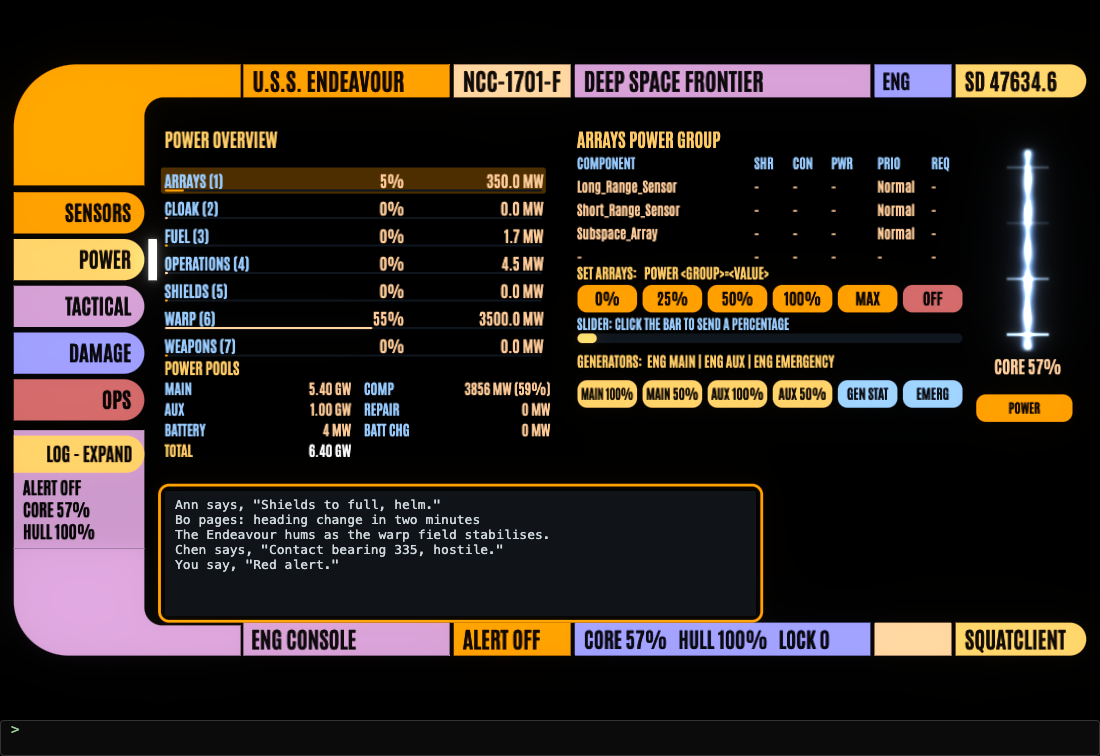 U.S.S. ENDEAVOUR NCC-1701-F DEEP SPACE FRONTIER ENG SD 47634.6
SENSORS
POWER
TACTICAL
DAMAGE
OPS
LOG - EXPAND
ALERT OFF
CORE 57%
HULL 100%
POWER OVERVIEW
ARRAYS (1) 5% 350.0 MW
CLOAK (2) 0% 0.0 MW
FUEL (3) 0% 1.7 MW
OPERATIONS (4) 0% 4.5 MW
SHIELDS (5) 0% 0.0 MW
WARP (6) 55% 3500.0 MW
WEAPONS (7) 0% 0.0 MW
POWER POOLS
MAIN 5.40 GW COMP 3856 MW (59%)
AUX 1.00 GW REPAIR 0 MW
BATTERY 4 MW BATT CHG 0 MW
TOTAL 6.40 GW
ARRAYS POWER GROUP
COMPONENT SHR CON PWR PRIO REQ
Long_Range_Sensor - - - Normal -
Short_Range_Sensor - - - Normal -
Subspace_Array - - - Normal -
- - - - - -
SET ARRAYS: POWER <GROUP>=<VALUE>
0% 25% 50% 100% MAX OFF
SLIDER: CLICK THE BAR TO SEND A PERCENTAGE
GENERATORS: ENG MAIN | ENG AUX | ENG EMERGENCY
MAIN 100% MAIN 50% AUX 100% AUX 50% GEN STAT EMERG
CORE 57%
POWER
Ann says, "Shields to full, helm."
Bo pages: heading change in two minutes
The Endeavour hums as the warp field stabilises.
Chen says, "Contact bearing 335, hostile."
You say, "Red alert."
ENG CONSOLE ALERT OFF CORE 57% HULL 100% LOCK 0 SQUATCLIENT
>